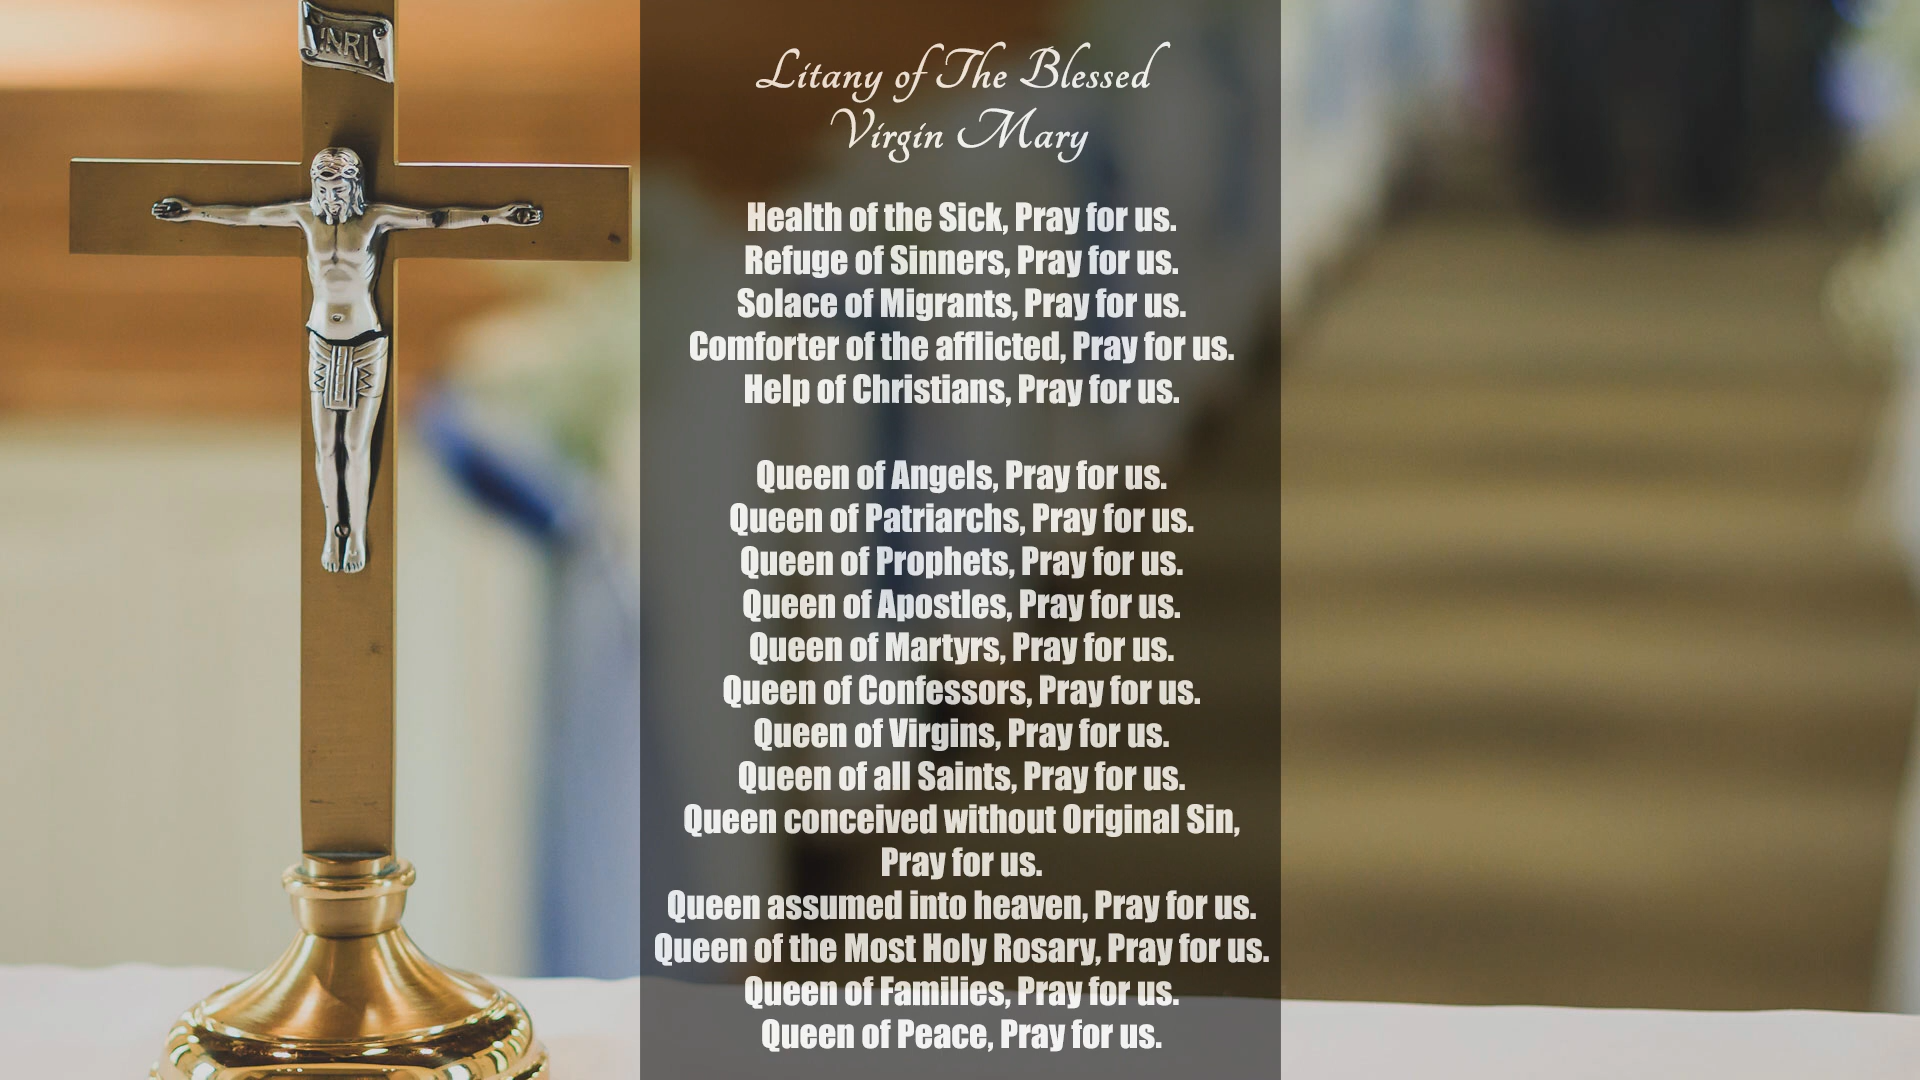 INRI
Litany of The Blessed
Virgin Mary
Health of the Sick, Pray for us.
Refuge of Sinners, Pray for us.
Solace of Migrants, Pray for us.
Comforter of the afflicted, Pray for us.
Help of Christians, Pray for us.
Queen of Angels, Pray for us.
Queen of Patriarchs, Pray for us.
Queen of Prophets, Pray for us.
Queen of Apostles, Pray for us.
Queen of Martyrs, Pray for us.
Queen of Confessors, Pray for us.
Queen of Virgins, Pray for us.
Queen of all Saints, Pray for us.
Queen conceived without Original Sin,
Pray for us.
Queen assumed into heaven, Pray for us.
Queen of the Most Holy Rosary, Pray for us.
Queen of Families, Pray for us.
Queen of Peace, Pray for us.